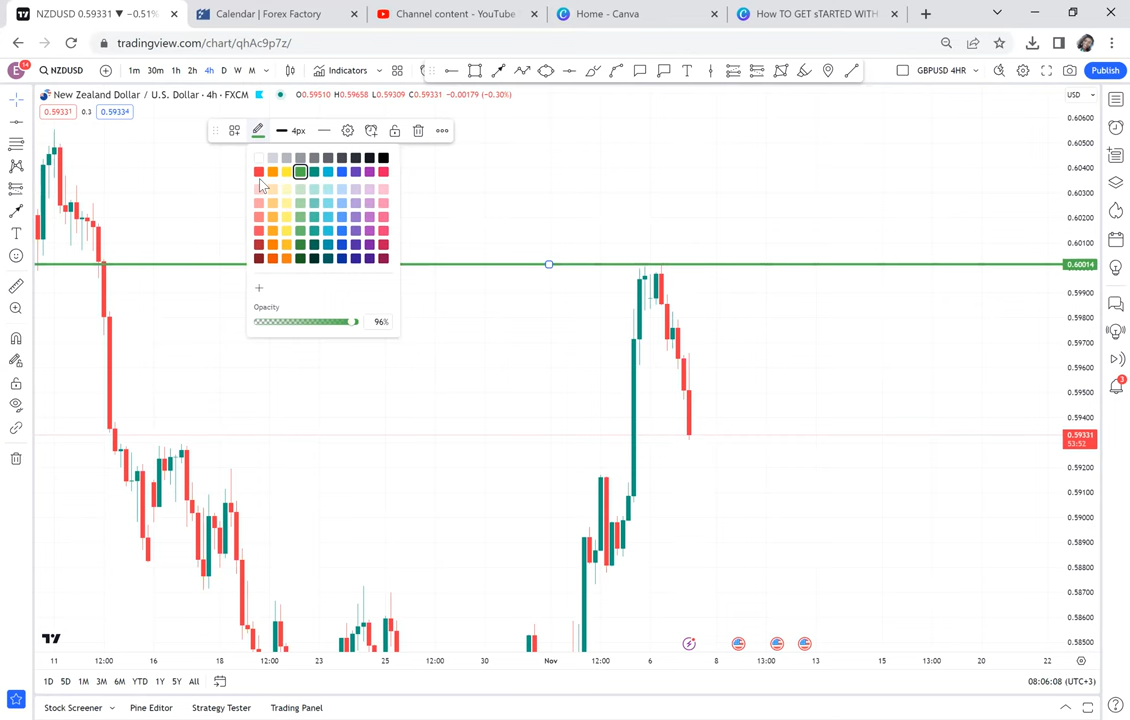 NZDUSD 0.59331 ▼ −0.51%
Calendar | Forex Factory
Channel content - YouTube
Home - Canva
How TO GET sTARTED WITH
tradingview.com/chart/qhAc9p7z/
E
14
NZDUSD
1m 30m 1h 2h 4h D W M
Indicators
GBPUSD 4HR
Publish
New Zealand Dollar / U.S. Dollar · 4h · FXCM
O0.59510 H0.59658 L0.59309 C0.59331 −0.00179 (−0.30%)
USD
0.59331 0.3 0.59334
4px
Opacity
96%
0.60600
0.60500
0.60400
0.60300
0.60200
0.60100
0.60014
0.59900
0.59800
0.59700
0.59600
0.59500
0.59400
0.59331
53:52
0.59200
0.59100
0.59000
0.58900
0.58800
0.58700
0.58600
0.58500
3
11 12:00 16 18 12:00 23 25 12:00 30 Nov 12:00 6 8 13:00 13 15 12:00 20 22
1D 5D 1M 3M 6M YTD 1Y 5Y All
08:06:08 (UTC+3)
Stock Screener
Pine Editor
Strategy Tester
Trading Panel